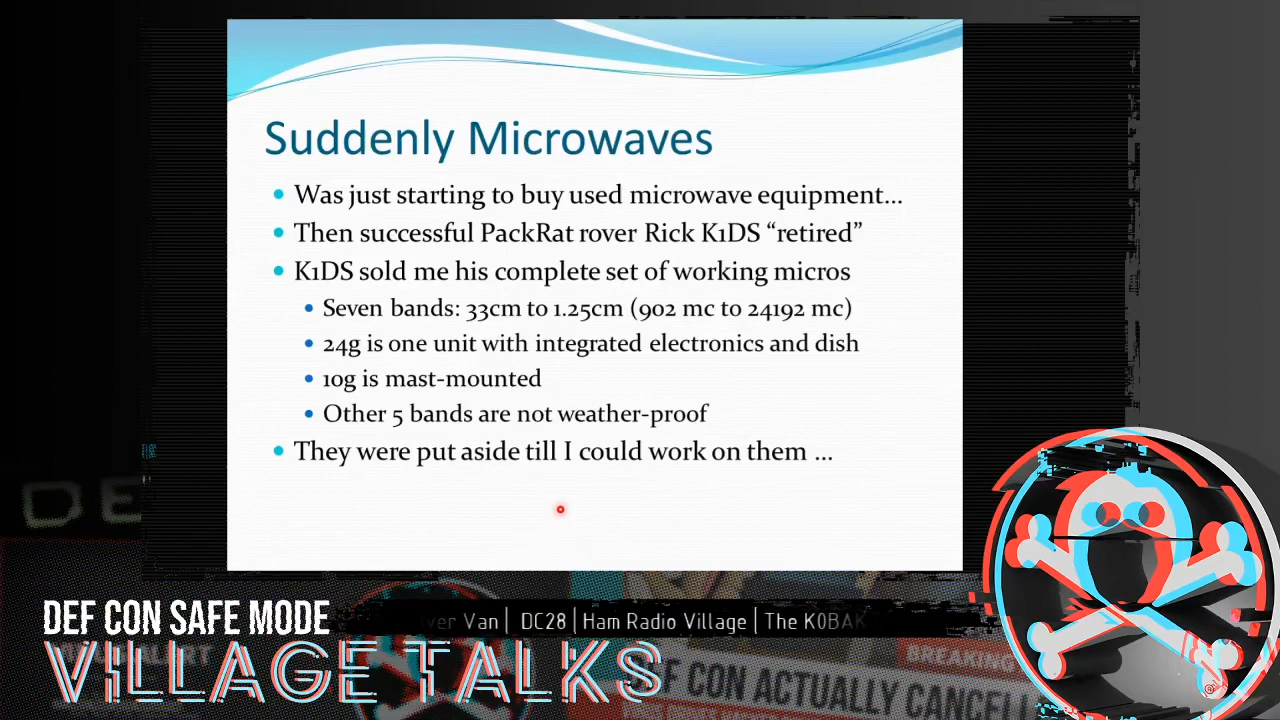 Suddenly Microwaves
Was just starting to buy used microwave equipment...
Then successful PackRat rover Rick K1DS “retired”
K1DS sold me his complete set of working micros
Seven bands: 33cm to 1.25cm (902 mc to 24192 mc)
24g is one unit with integrated electronics and dish
10g is mast-mounted
Other 5 bands are not weather-proof
They were put aside till I could work on them ...
DE
DEF CON SAFE MODE
Van | DC28 | Ham Radio Village | The K0BAK
VILLAGE TALKS
BREAKING
DEF CON ACTUALLY